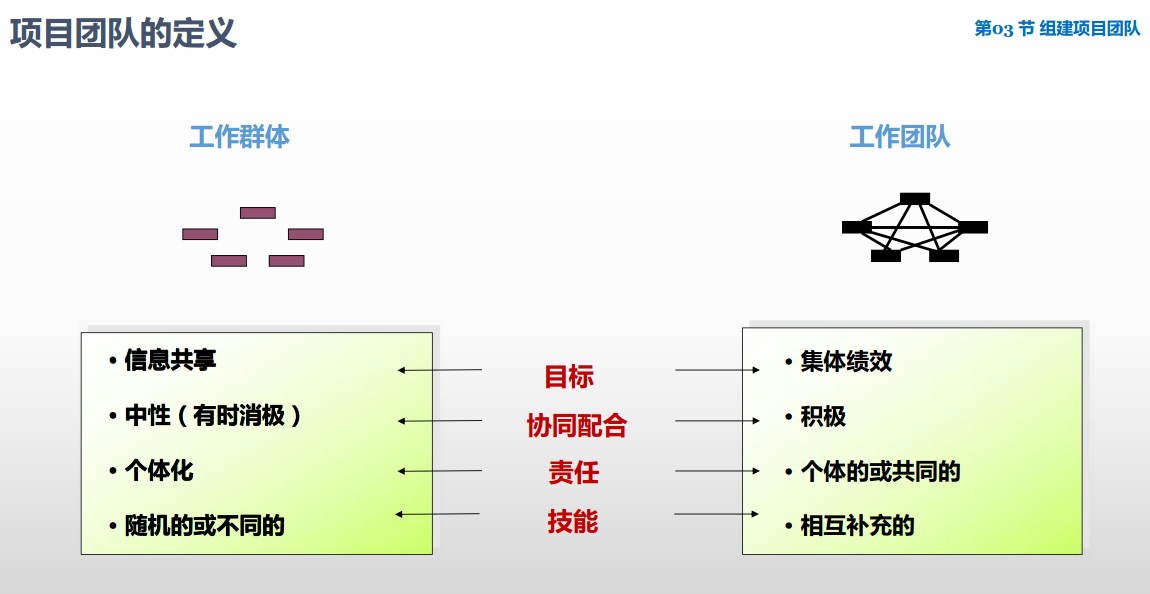 项目团队的定义
第03 节 组建项目团队
工作群体
工作团队
• 信息共享
• 中性（有时消极）
• 个体化
• 随机的或不同的
目标
协同配合
责任
技能
• 集体绩效
• 积极
• 个体的或共同的
• 相互补充的